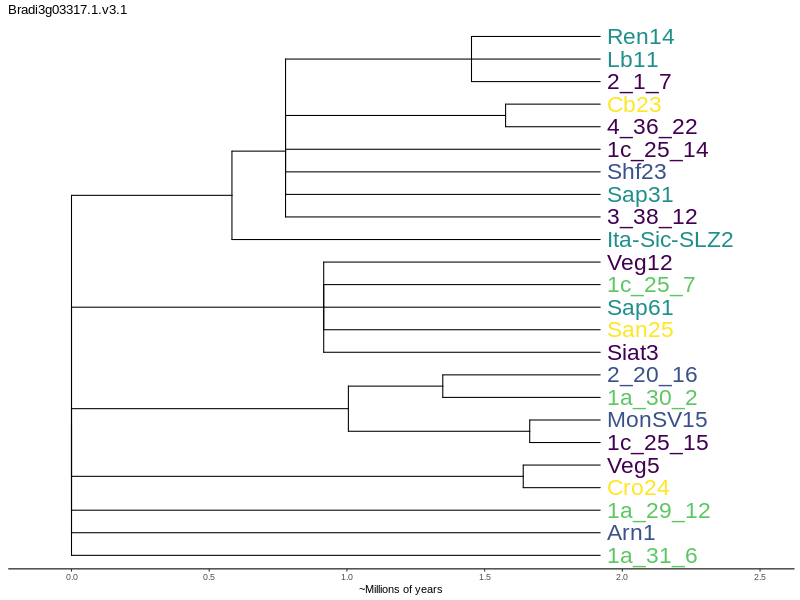 Bradi3g03317.1.v3.1
Ren14
Lb11
2_1_7
Cb23
4_36_22
1c_25_14
Shf23
Sap31
3_38_12
Ita-Sic-SLZ2
Veg12
1c_25_7
Sap61
San25
Siat3
2_20_16
1a_30_2
MonSV15
1c_25_15
Veg5
Cro24
1a_29_12
Arn1
1a_31_6
0.0 0.5 1.0 1.5 2.0 2.5
~Millions of years